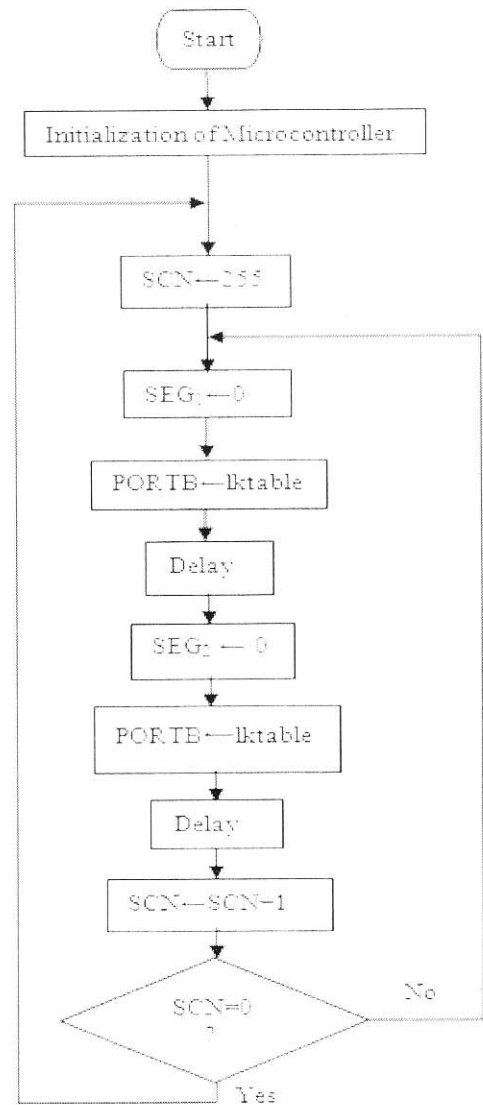 Start
Initialization of Microcontroller
SCN←255
SEG₁←0
PORTB←lktable
Delay
SEG₂ ← 0
PORTB←lktable
Delay
SCN←SCN-1
SCN=0
?
No
Yes